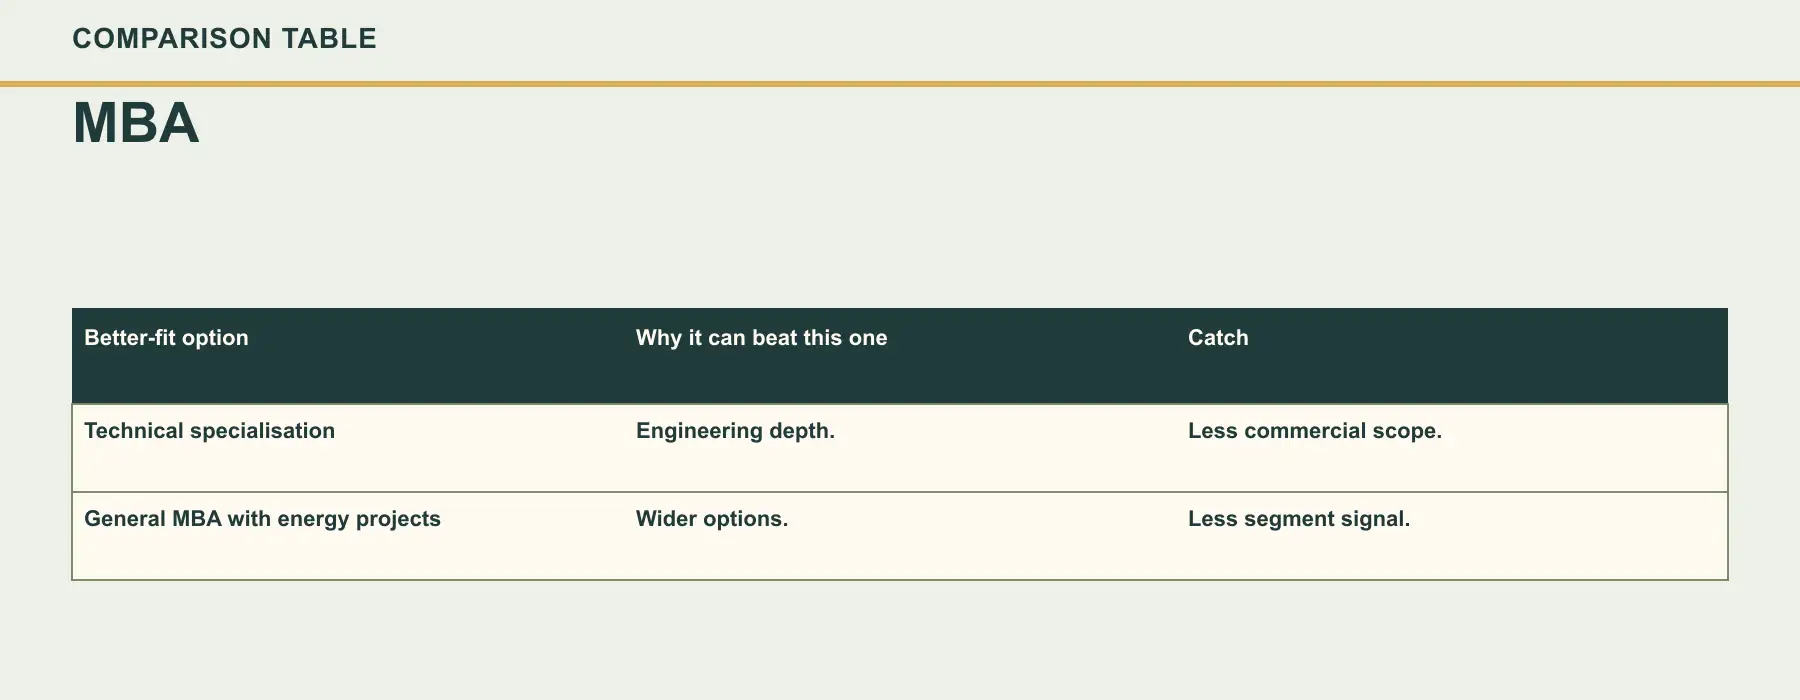 COMPARISON TABLE
MBA
Better-fit option Why it can beat this one Catch
Technical specialisation Engineering depth. Less commercial scope.
General MBA with energy projects Wider options. Less segment signal.